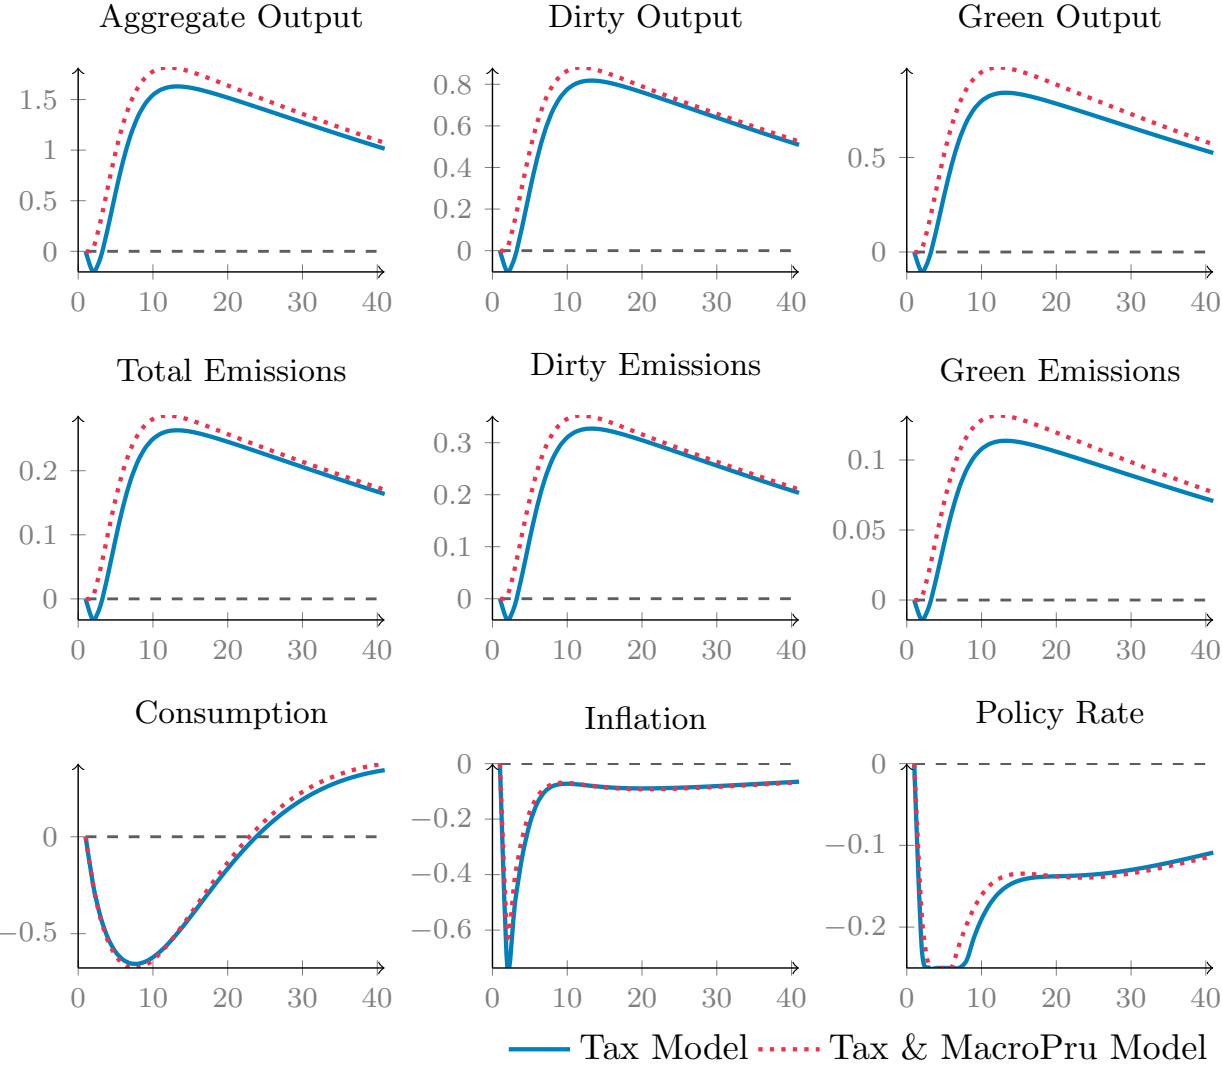 Aggregate Output Dirty Output Green Output
1.5 0.8
1 0.6 0.5
0.5 0.4
0.2
0 0 0
0 10 20 30 40 0 10 20 30 40 0 10 20 30 40
Total Emissions Dirty Emissions Green Emissions
0.3
0.2 0.2 0.1
0.1 0.1 0.05
0 0 0
0 10 20 30 40 0 10 20 30 40 0 10 20 30 40
Consumption Inflation Policy Rate
0 0
0 −0.2 −0.1
−0.4
−0.5 −0.6 −0.2
0 10 20 30 40 0 10 20 30 40 0 10 20 30 40
Tax Model Tax & MacroPru Model